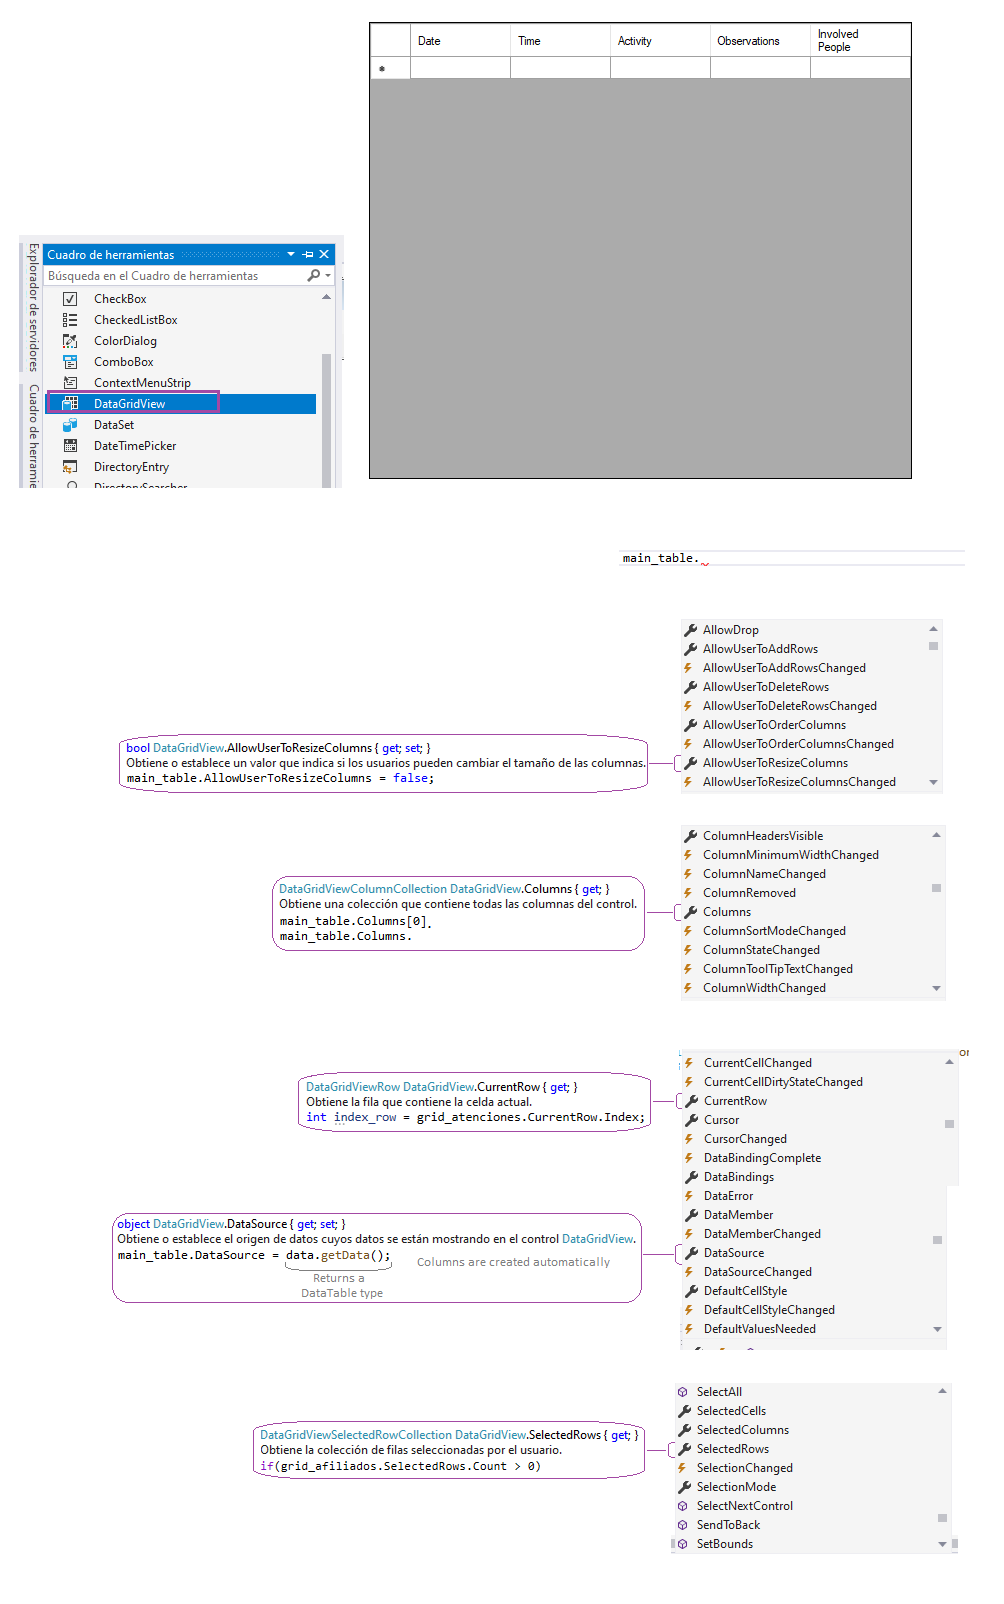 Date Time Activity Observations Involved
People
Explorador de servidores
Cuadro de herramie
Cuadro de herramientas
Búsqueda en el Cuadro de herramientas
CheckBox
CheckedListBox
ColorDialog
ComboBox
ContextMenuStrip
DataGridView
DataSet
DateTimePicker
DirectoryEntry
DirectorySearcher
main_table.
AllowDrop
AllowUserToAddRows
AllowUserToAddRowsChanged
AllowUserToDeleteRows
AllowUserToDeleteRowsChanged
AllowUserToOrderColumns
AllowUserToOrderColumnsChanged
AllowUserToResizeColumns
AllowUserToResizeColumnsChanged
bool DataGridView.AllowUserToResizeColumns { get; set; }
Obtiene o establece un valor que indica si los usuarios pueden cambiar el tamaño de las columnas.
main_table.AllowUserToResizeColumns = false;
ColumnHeadersVisible
ColumnMinimumWidthChanged
ColumnNameChanged
ColumnRemoved
Columns
ColumnSortModeChanged
ColumnStateChanged
ColumnToolTipTextChanged
ColumnWidthChanged
DataGridViewColumnCollection DataGridView.Columns { get; }
Obtiene una colección que contiene todas las columnas del control.
main_table.Columns[0].
main_table.Columns.
or
CurrentCellChanged
CurrentCellDirtyStateChanged
CurrentRow
Cursor
CursorChanged
DataBindingComplete
DataBindings
DataError
DataMember
DataMemberChanged
DataSource
DataSourceChanged
DefaultCellStyle
DefaultCellStyleChanged
DefaultValuesNeeded
DataGridViewRow DataGridView.CurrentRow { get; }
Obtiene la fila que contiene la celda actual.
int index_row = grid_atenciones.CurrentRow.Index;
object DataGridView.DataSource { get; set; }
Obtiene o establece el origen de datos cuyos datos se están mostrando en el control DataGridView.
main_table.DataSource = data.getData();
Columns are created automatically
Returns a
DataTable type
SelectAll
SelectedCells
SelectedColumns
SelectedRows
SelectionChanged
SelectionMode
SelectNextControl
SendToBack
SetBounds
DataGridViewSelectedRowCollection DataGridView.SelectedRows { get; }
Obtiene la colección de filas seleccionadas por el usuario.
if(grid_afiliados.SelectedRows.Count > 0)